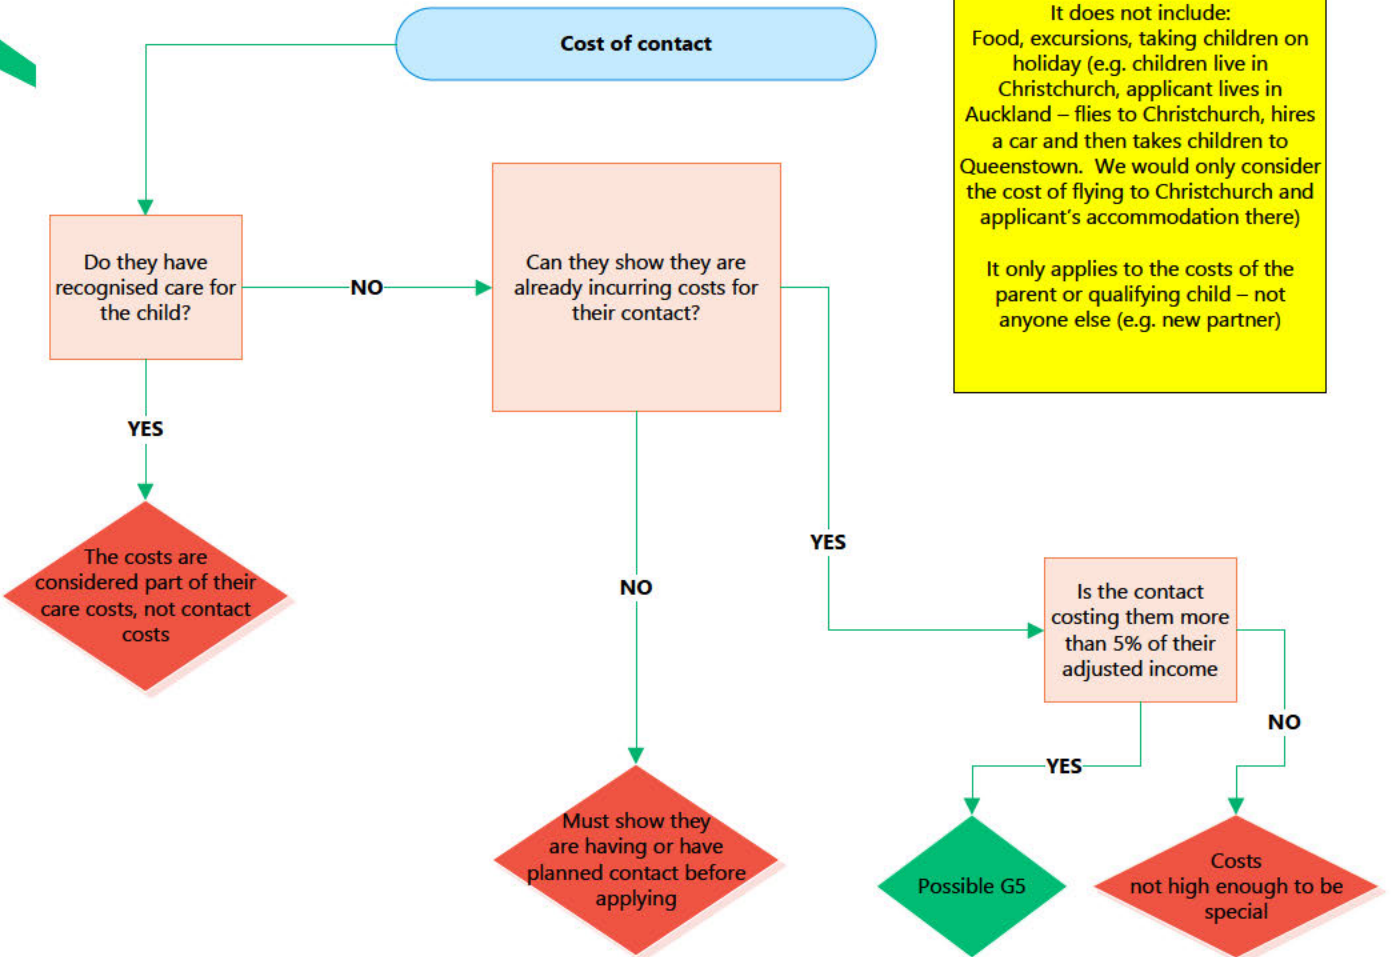 Cost of contact
It does not include:
Food, excursions, taking children on
holiday (e.g. children live in
Christchurch, applicant lives in
Auckland – flies to Christchurch, hires
a car and then takes children to
Queenstown.  We would only consider
the cost of flying to Christchurch and
applicant's accommodation there)
It only applies to the costs of the
parent or qualifying child – not
anyone else (e.g. new partner)
Do they have
recognised care for
the child?
NO
Can they show they are
already incurring costs for
their contact?
YES
The costs are
considered part of their
care costs, not contact
costs
NO
Must show they
are having or have
planned contact before
applying
YES
Is the contact
costing them more
than 5% of their
adjusted income
YES
Possible G5
NO
Costs
not high enough to be
special